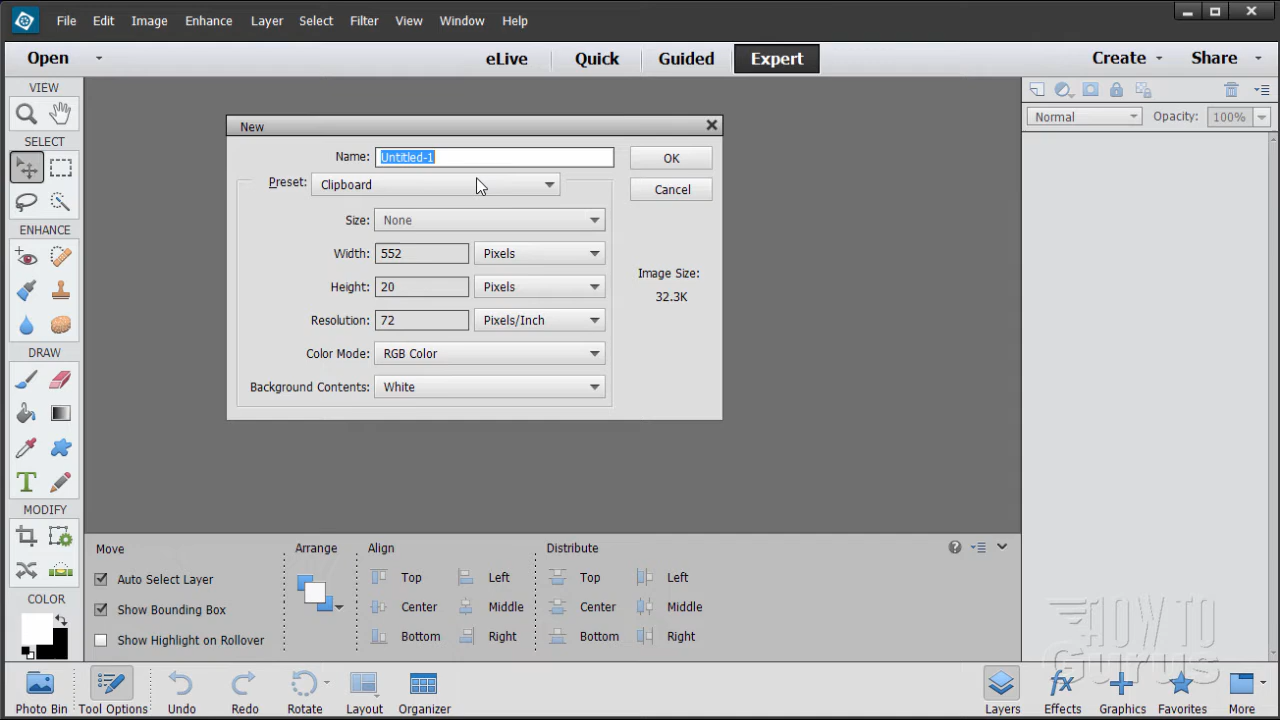 File Edit Image Enhance Layer Select Filter View Window Help
Open eLive Quick Guided Expert Create Share
VIEW
SELECT
ENHANCE
DRAW
T
MODIFY
COLOR
New
Name: Untitled-1 OK
Preset: Clipboard Cancel
Size: None
Width: 552 Pixels
Height: 20 Pixels
Resolution: 72 Pixels/Inch
Color Mode: RGB Color
Background Contents: White
Image Size:
32.3K
Normal Opacity: 100%
Move Arrange Align Distribute
Auto Select Layer Top Left Top Left
Show Bounding Box Center Middle Center Middle
Show Highlight on Rollover Bottom Right Bottom Right
HOW TO
Gurus
Photo Bin Tool Options Undo Redo Rotate Layout Organizer Layers Effects Graphics Favorites More